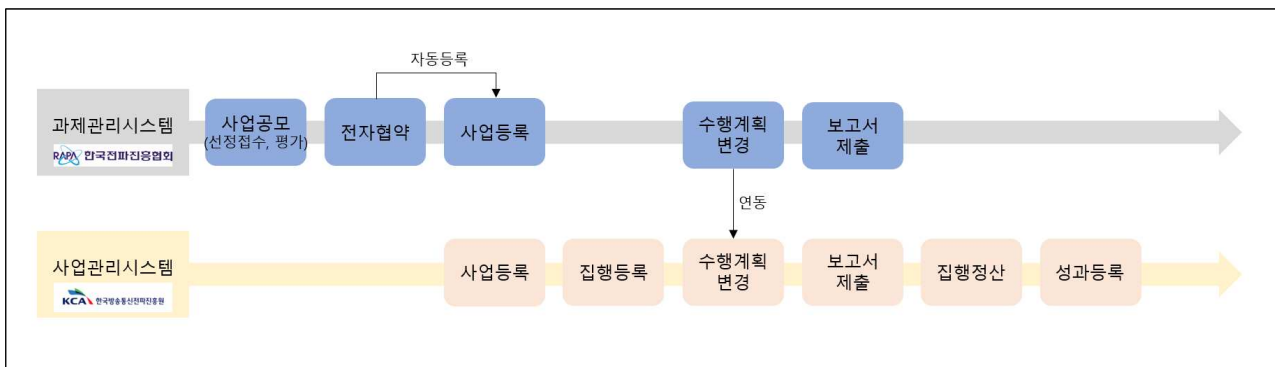 자동등록
과제관리시스템
RAPA 한국전파진흥협회
사업공모
(선정접수, 평가)
전자협약
사업등록
수행계획
변경
보고서
제출
연동
사업관리시스템
KCA 한국방송통신전파진흥원
사업등록
집행등록
수행계획
변경
보고서
제출
집행정산
성과등록